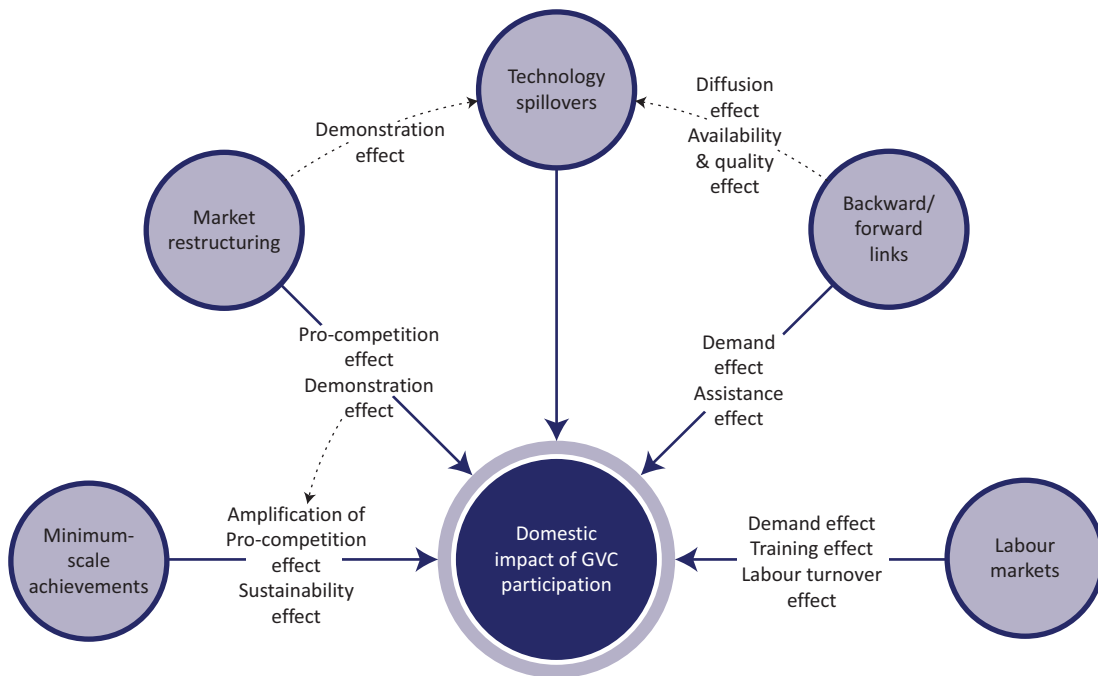 Technology
spillovers
Diffusion
effect
Availability
& quality
effect
Demonstration
effect
Market
restructuring
Backward/
forward
links
Pro-competition
effect
Demonstration
effect
Demand
effect
Assistance
effect
Minimum-
scale
achievements
Amplification of
Pro-competition
effect
Sustainability
effect
Domestic
impact of GVC
participation
Demand effect
Training effect
Labour turnover
effect
Labour
markets